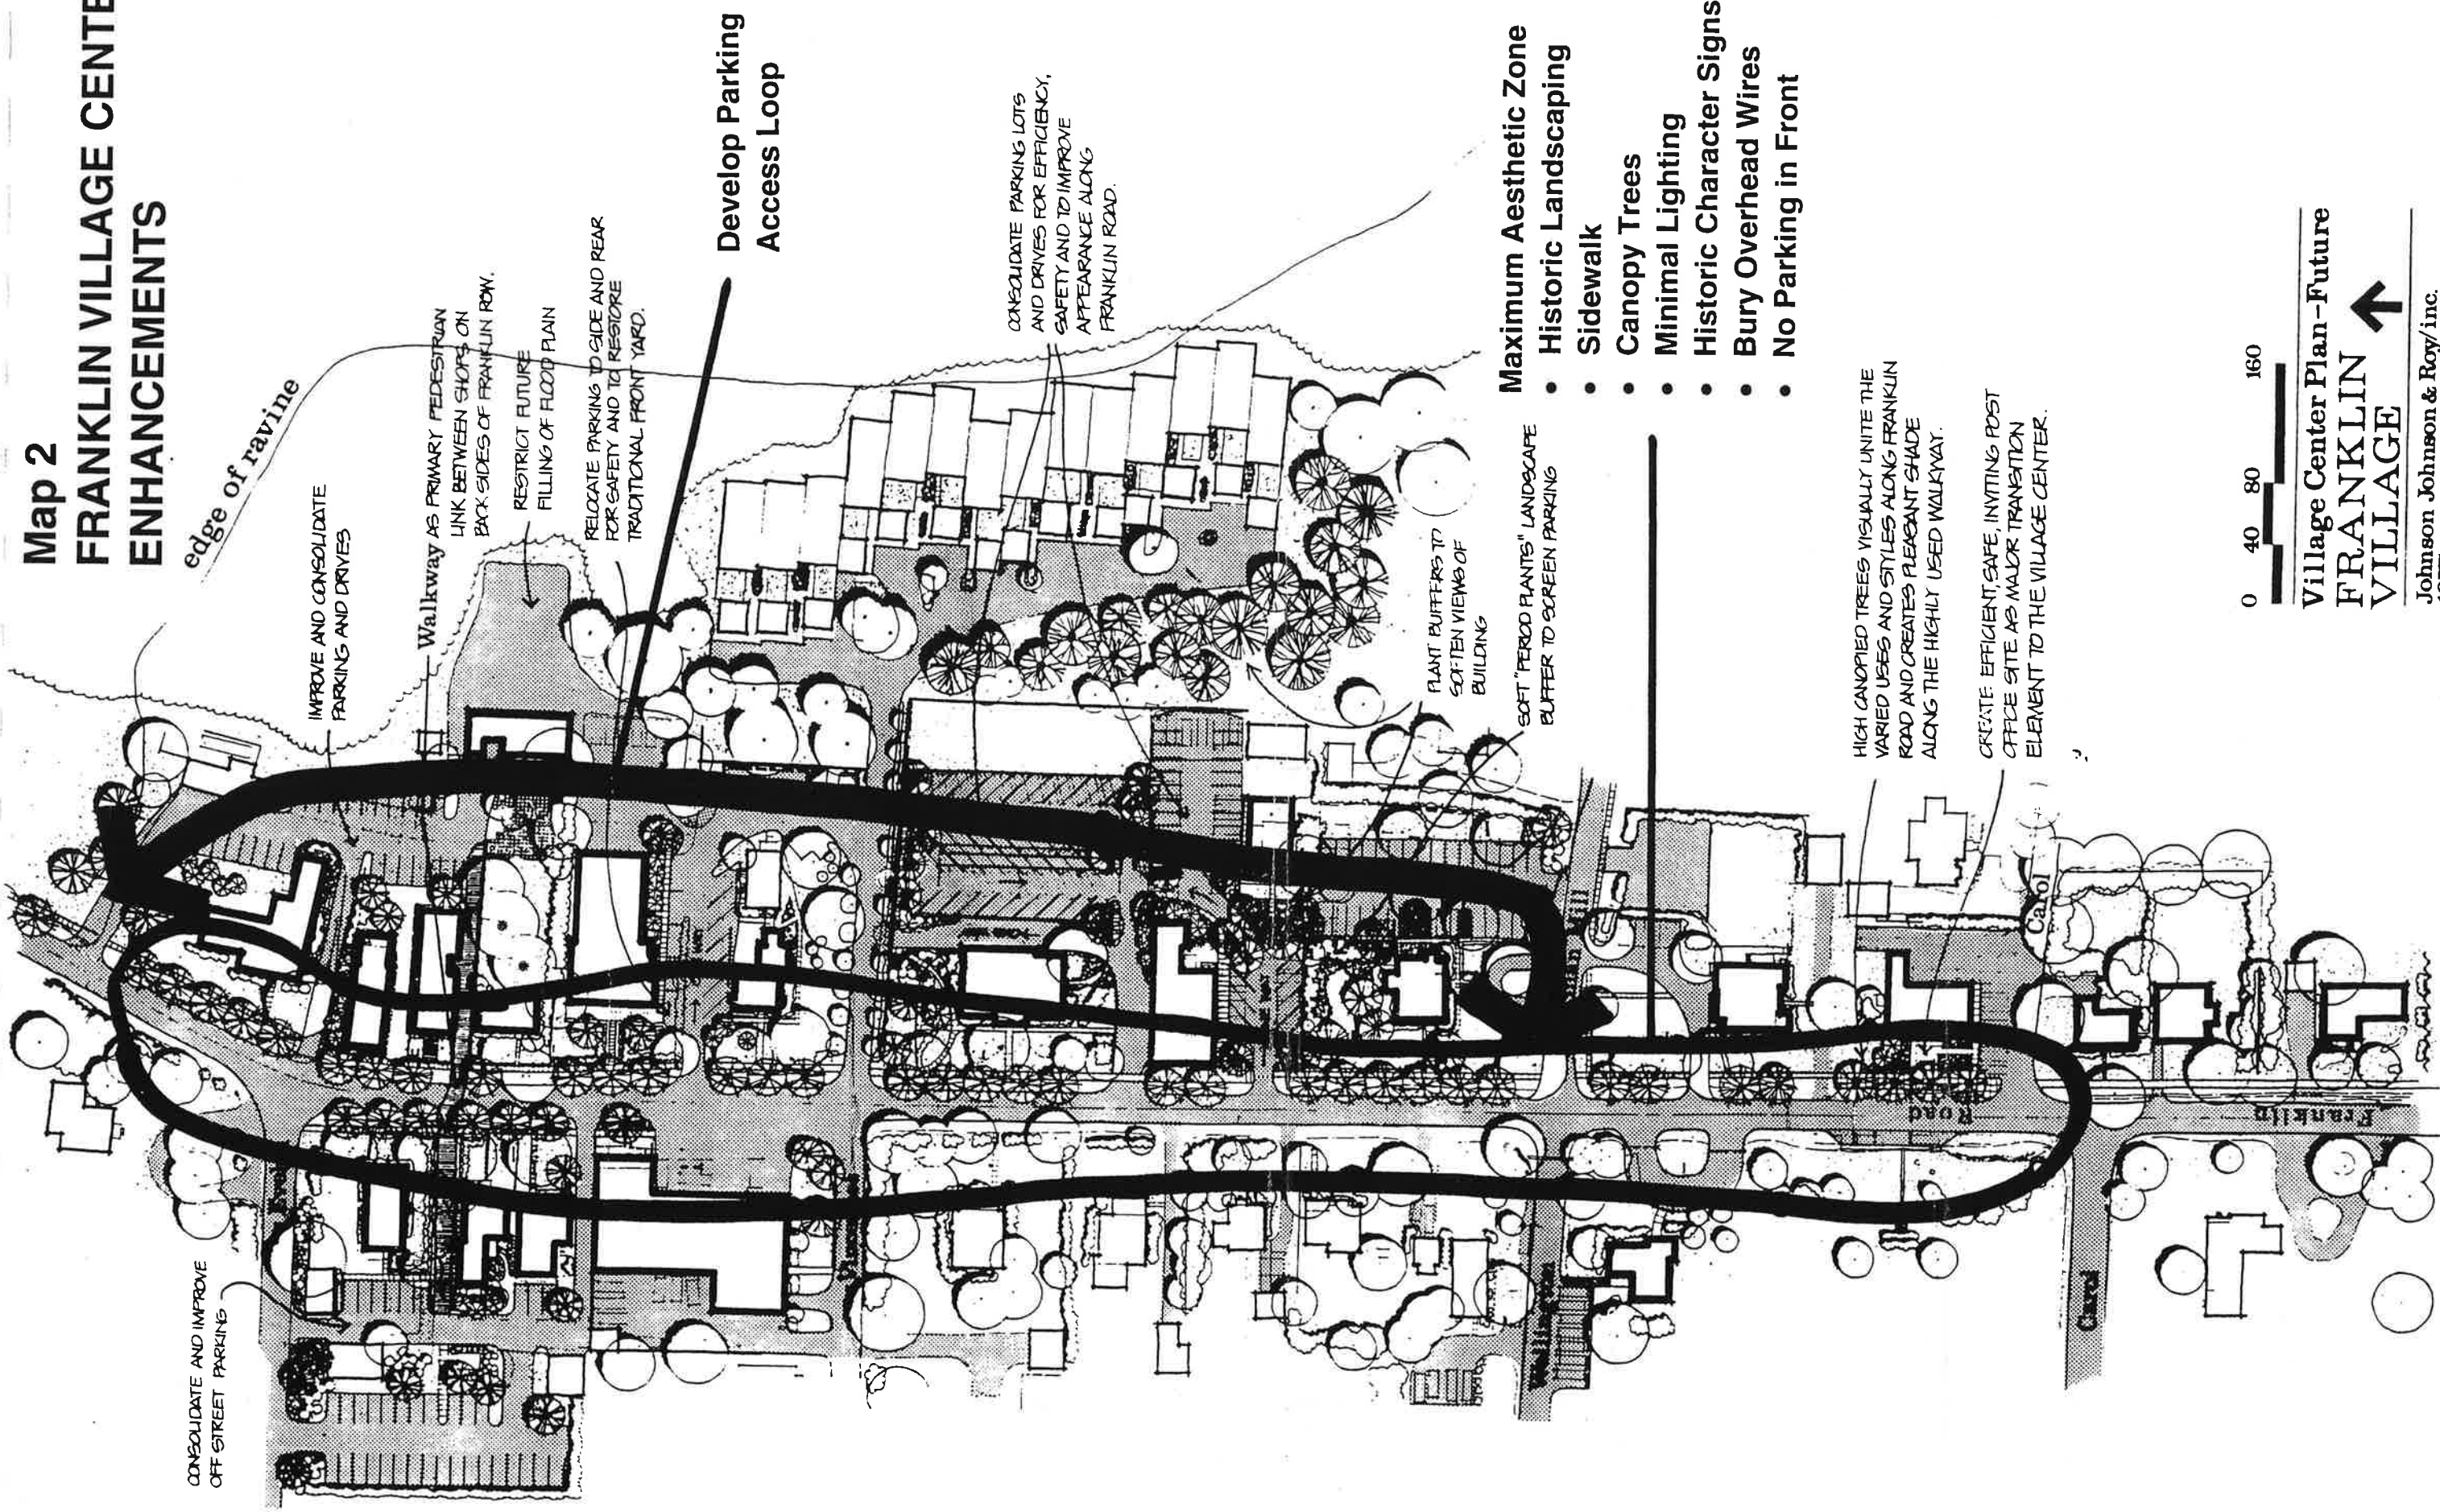 Map 2
FRANKLIN VILLAGE CENTE
ENHANCEMENTS
edge of ravine
IMPROVE AND CONSOLIDATE
PARKING AND DRIVES
Walkway AS PRIMARY PEDESTRIAN
LINK BETWEEN SHOPS ON
BACK SIDES OF FRANKLIN ROW.
RESTRICT FUTURE
FILLING OF FLOOD PLAIN
RELOCATE PARKING TO SIDE AND REAR
FOR SAFETY AND TO RESTORE
TRADITIONAL FRONT YARD.
Develop Parking
Access Loop
CONSOLIDATE PARKING LOTS
AND DRIVES FOR EFFICIENCY,
SAFETY AND TO IMPROVE
APPEARANCE ALONG
FRANKLIN ROAD.
PLANT BUFFERS TO
SOFTEN VIEWS OF
BUILDING
SOFT "PERIOD PLANTS" LANDSCAPE
BUFFER TO SCREEN PARKING
Maximum Aesthetic Zone
• Historic Landscaping
• Sidewalk
• Canopy Trees
• Minimal Lighting
• Historic Character Signs
• Bury Overhead Wires
• No Parking in Front
HIGH CANOPIED TREES VISUALLY UNITE THE
VARIED USES AND STYLES ALONG FRANKLIN
ROAD AND CREATES PLEASANT SHADE
ALONG THE HIGHLY USED WALKWAY.
CREATE EFFICIENT, SAFE, INVITING POST
OFFICE SITE AS MAJOR TRANSITION
ELEMENT TO THE VILLAGE CENTER.
CONSOLIDATE AND IMPROVE
OFF STREET PARKING
Carol
Wellington
Carol
Franklin
Road
0 40 80 160
Village Center Plan–Future
FRANKLIN
VILLAGE
Johnson Johnson & Roy/inc.